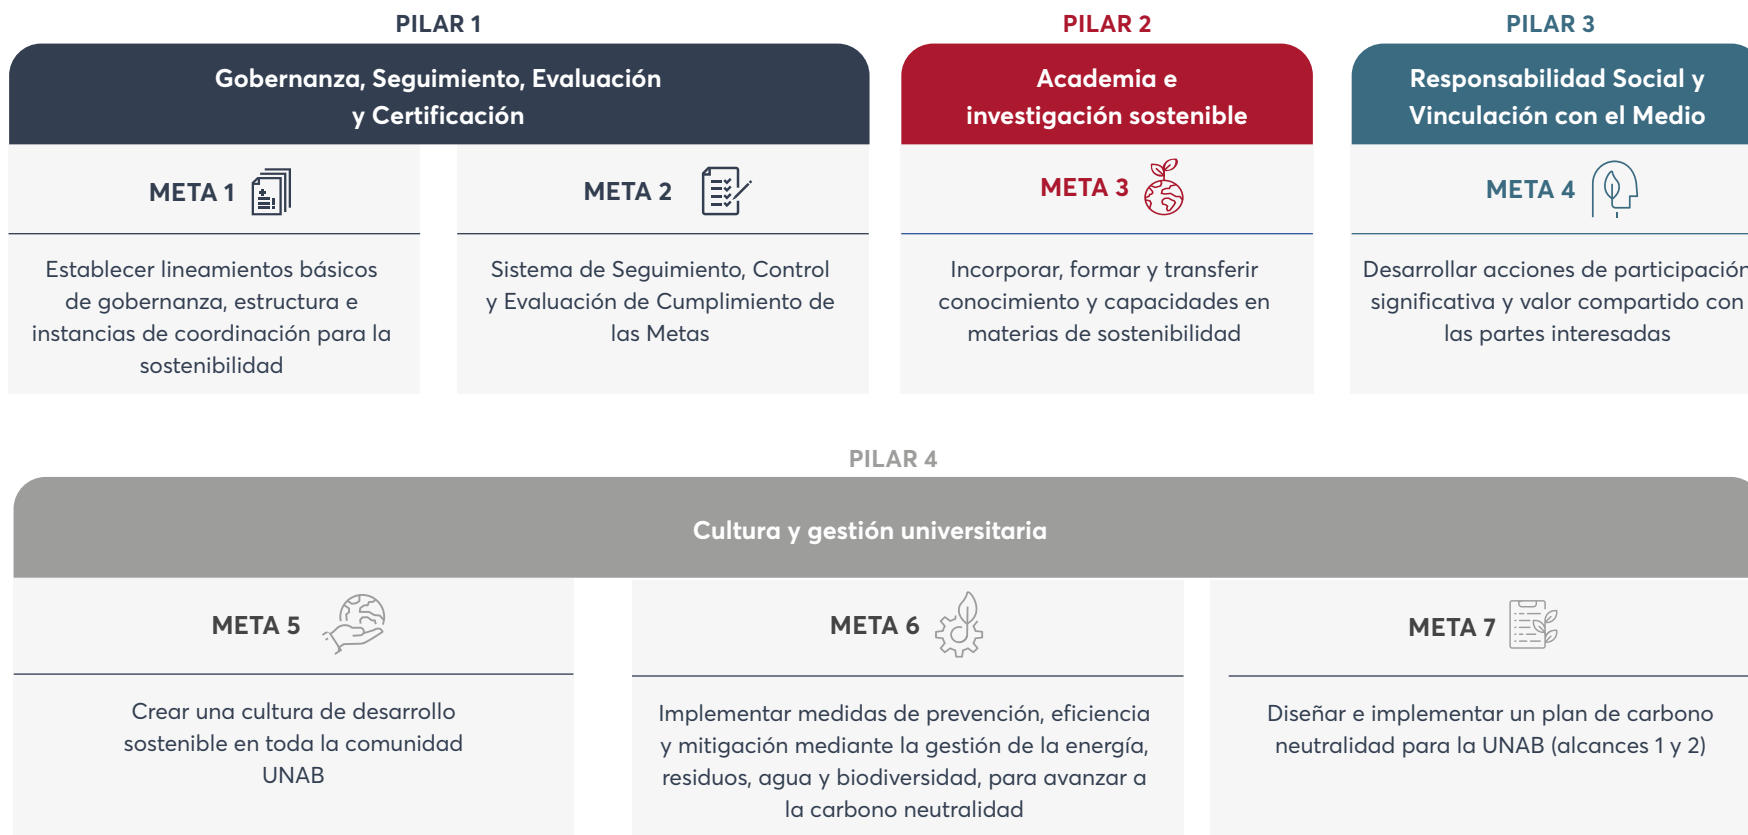 PILAR 1
Gobernanza, Seguimiento, Evaluación
y Certificación
META 1
Establecer lineamientos básicos
de gobernanza, estructura e
instancias de coordinación para la
sostenibilidad
META 2
Sistema de Seguimiento, Control
y Evaluación de Cumplimiento de
las Metas
PILAR 2
Academia e
investigación sostenible
META 3
Incorporar, formar y transferir
conocimiento y capacidades en
materias de sostenibilidad
PILAR 3
Responsabilidad Social y
Vinculación con el Medio
META 4
Desarrollar acciones de participación
significativa y valor compartido con
las partes interesadas
PILAR 4
Cultura y gestión universitaria
META 5
Crear una cultura de desarrollo
sostenible en toda la comunidad
UNAB
META 6
Implementar medidas de prevención, eficiencia
y mitigación mediante la gestión de la energía,
residuos, agua y biodiversidad, para avanzar a
la carbono neutralidad
META 7
Diseñar e implementar un plan de carbono
neutralidad para la UNAB (alcances 1 y 2)